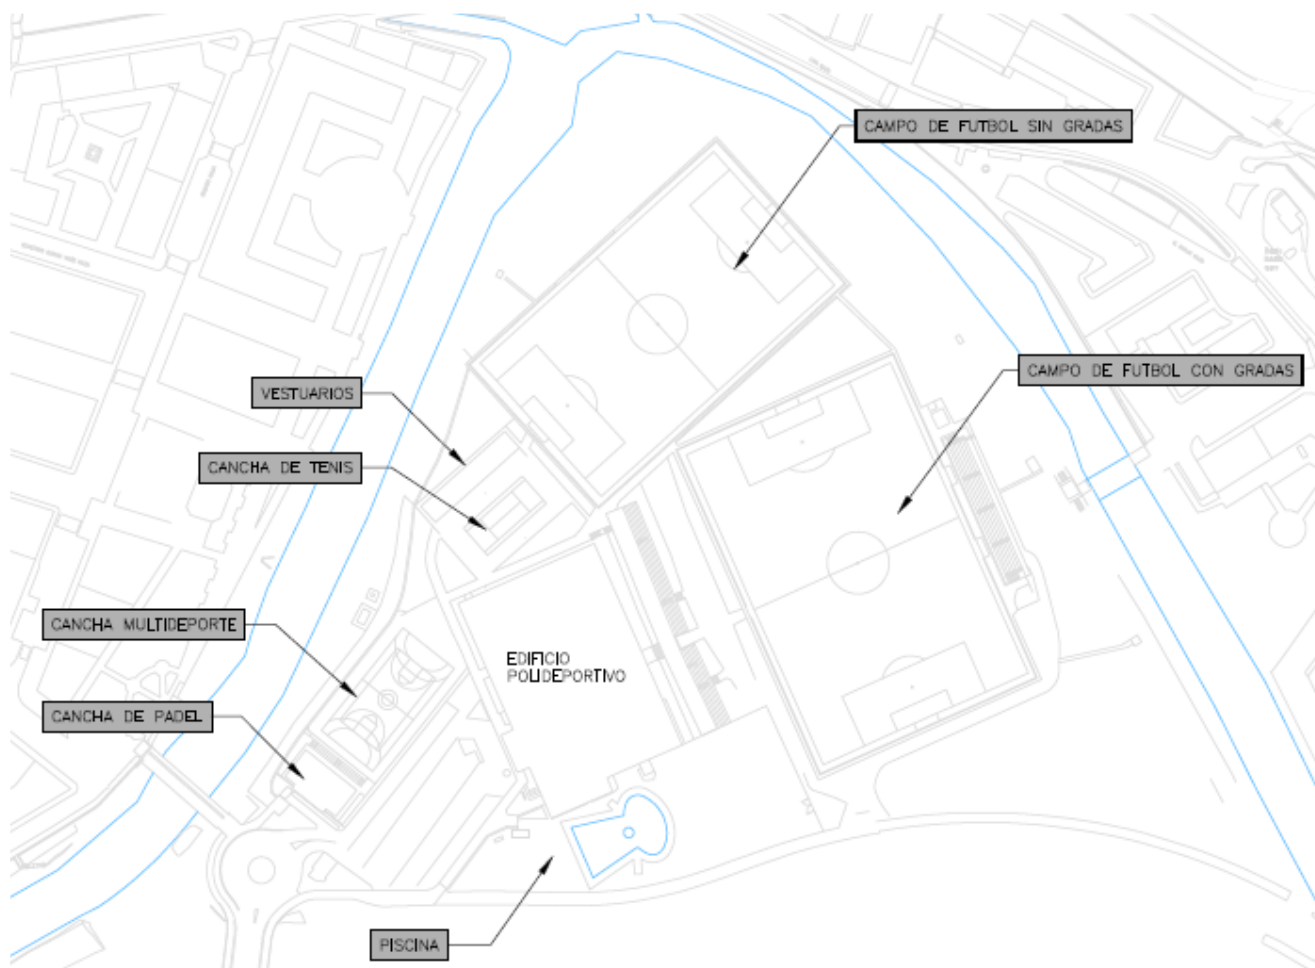 CAMPO DE FUTBOL SIN GRADAS
CAMPO DE FUTBOL CON GRADAS
VESTUARIOS
CANCHA DE TENIS
CANCHA MULTIDEPORTE
EDIFICIO
POLIDEPORTIVO
CANCHA DE PADEL
PISCINA